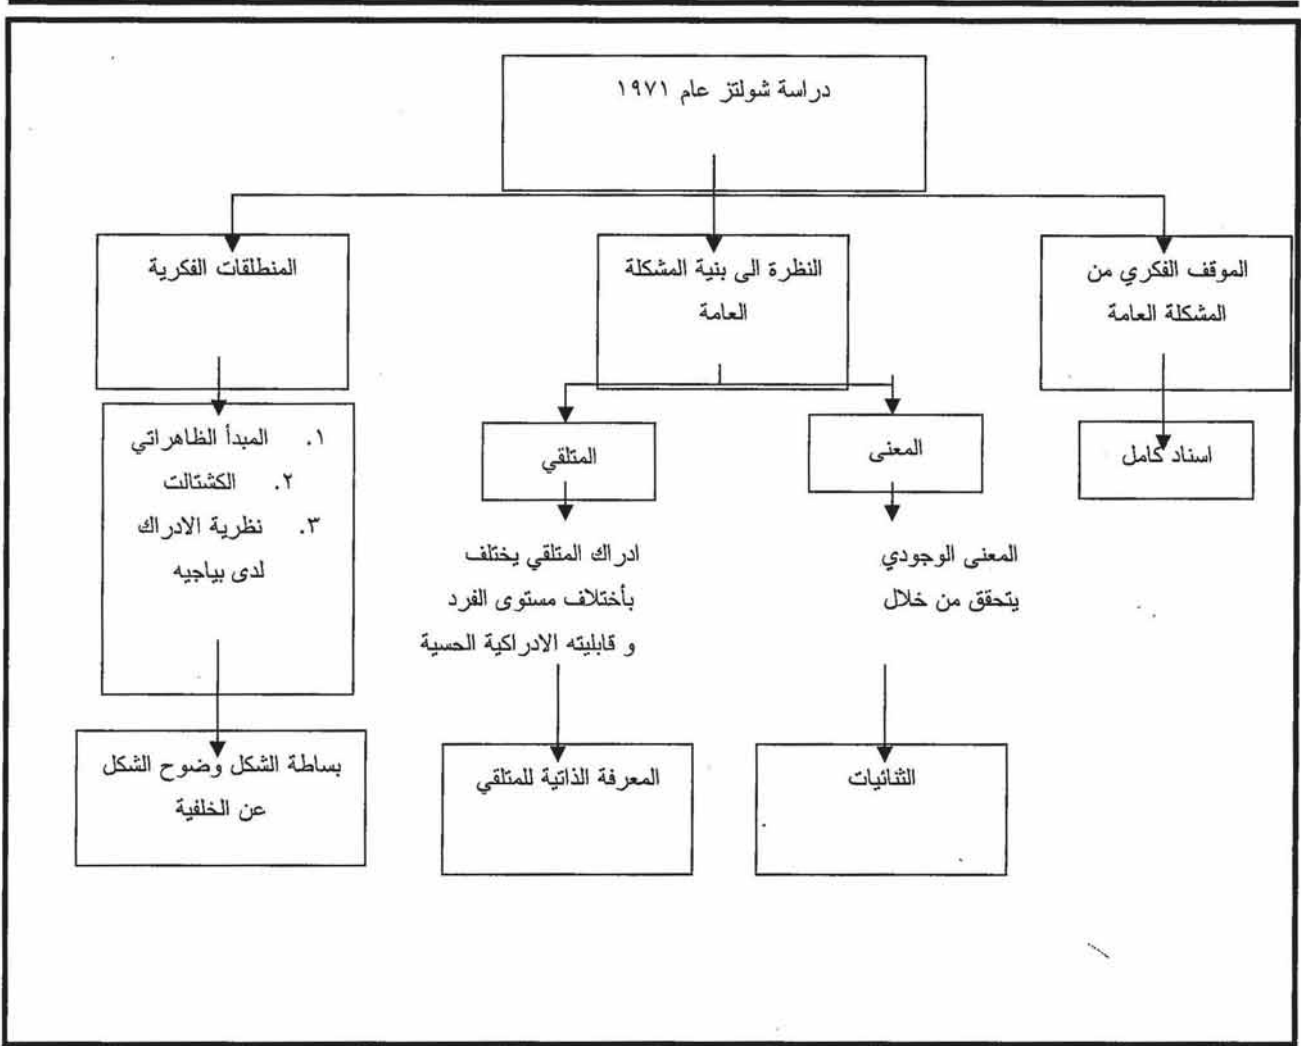 دراسة شولتز عام ١٩٧١
الموقف الفكري من
المشكلة العامة
النظرة الى بنية المشكلة
العامة
المنطلقات الفكرية
اسناد كامل
المعنى
المتلقي
١. المبدأ الظاهراتي
٢. الكشتالت
٣. نظرية الادراك
لدى بياجيه
المعنى الوجودي
يتحقق من خلال
ادراك المتلقي يختلف
بأختلاف مستوى الفرد
و قابليته الادراكية الحسية
الثنائيات
المعرفة الذاتية للمتلقي
بساطة الشكل وضوح الشكل
عن الخلفية